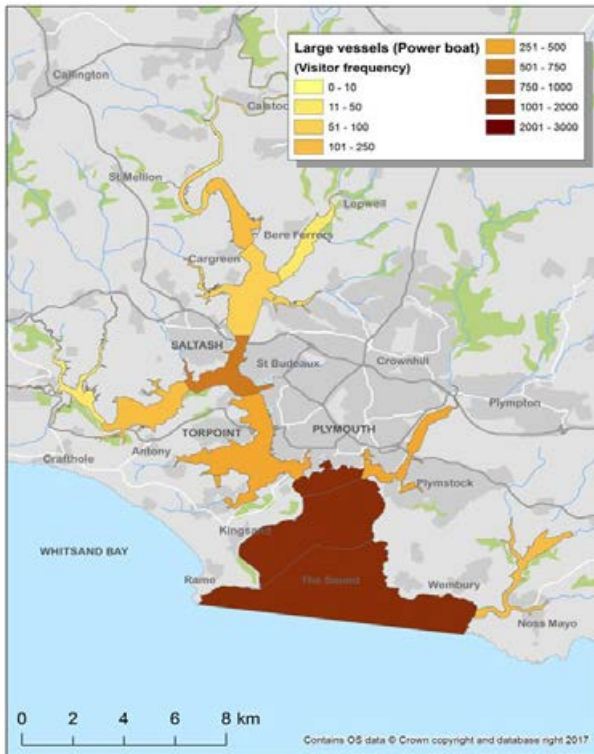 Large vessels (Power boat)
(Visitor frequency)
0 - 10
11 - 50
51 - 100
101 - 250
251 - 500
501 - 750
750 - 1000
1001 - 2000
2001 - 3000
Callington
Calstock
St Mellion
Lopwell
Bere Ferrers
Cargreen
SALTASH
St Budeaux
Crownhill
Plympton
TORPOINT
PLYMOUTH
Crafthole
Antony
Plymstock
Kingsand
WHITSAND BAY
Rame
The Sound
Wembury
Noss Mayo
0 2 4 6 8 km
Contains OS data © Crown copyright and database right 2017